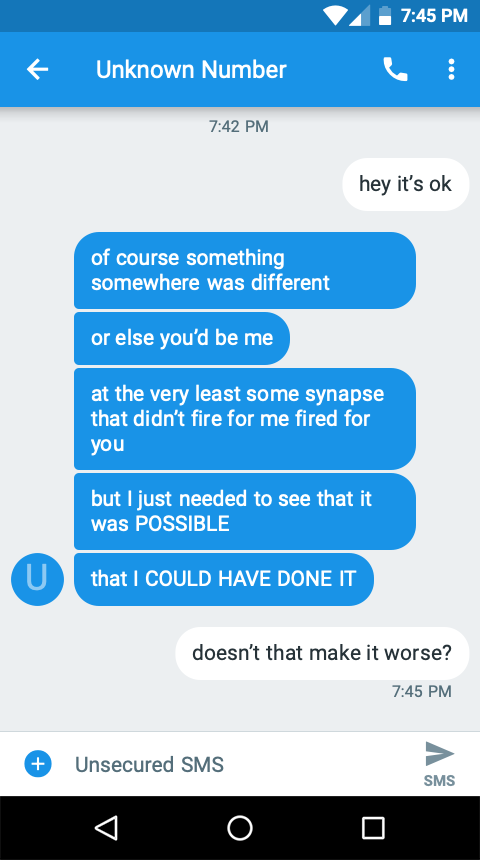 7:45 PM
Unknown Number
7:42 PM
hey it’s ok
of course something
somewhere was different
or else you’d be me
at the very least some synapse
that didn’t fire for me fired for
you
but I just needed to see that it
was POSSIBLE
U
that I COULD HAVE DONE IT
doesn’t that make it worse?
7:45 PM
Unsecured SMS
SMS